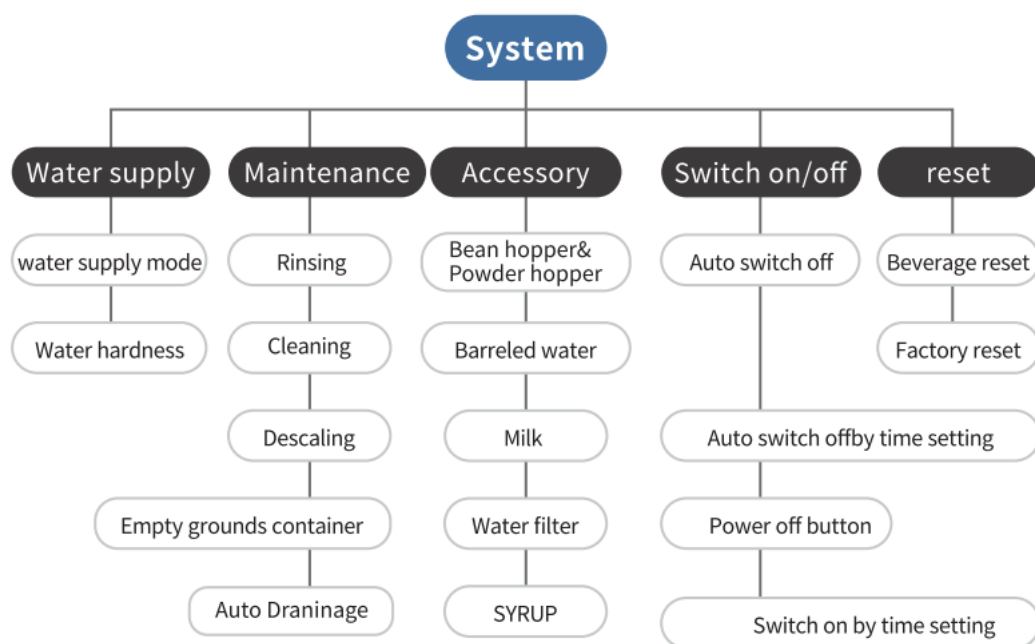 System
Water supply
Maintenance
Accessory
Switch on/off
reset
water supply mode
Rinsing
Bean hopper&
Powder hopper
Auto switch off
Beverage reset
Water hardness
Cleaning
Barreled water
Factory reset
Descaling
Milk
Auto switch offby time setting
Empty grounds container
Water filter
Power off button
Auto Draninage
SYRUP
Switch on by time setting